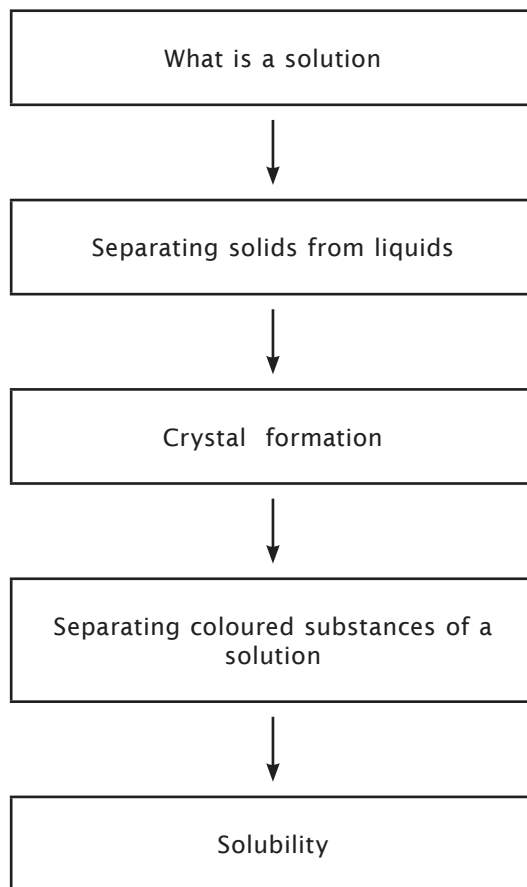 What is a solution
Separating solids from liquids
Crystal formation
Separating coloured substances of a
solution
Solubility